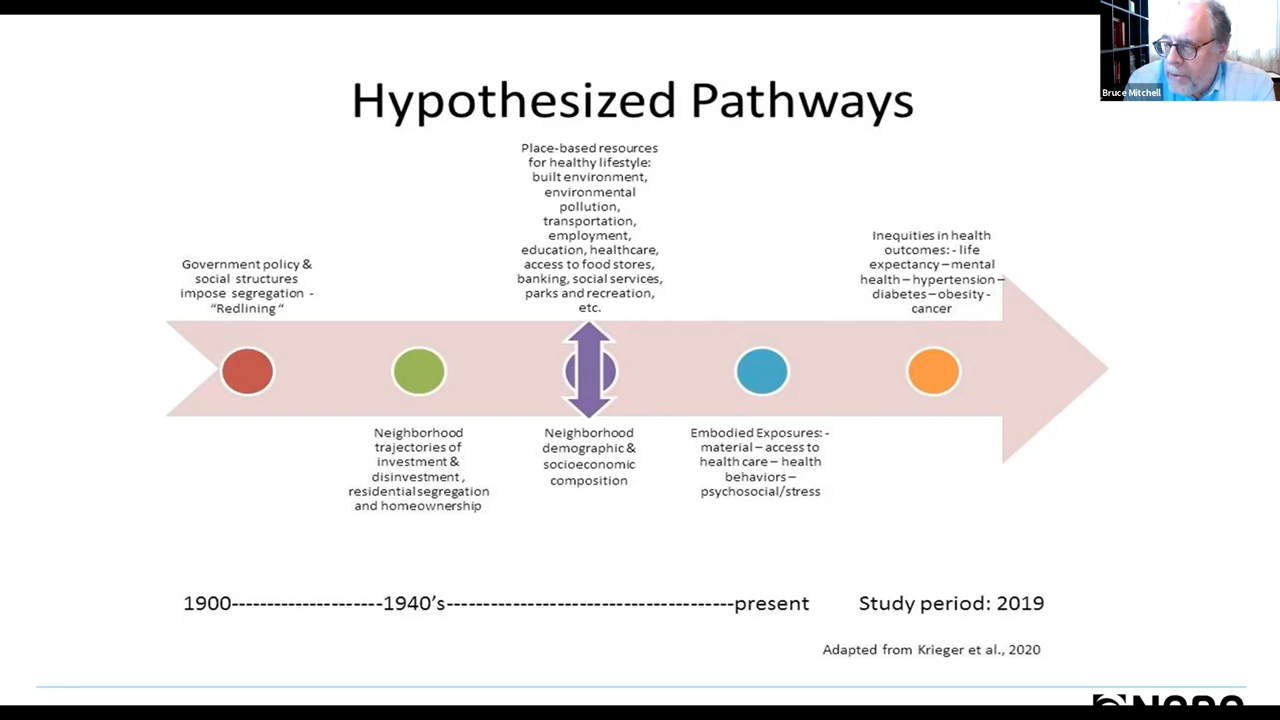 Bruce Mitchell
Hypothesized Pathways
Place-based resources
for healthy lifestyle:
built environment,
environmental
pollution,
transportation,
employment,
education, healthcare,
access to food stores,
banking, social services,
parks and recreation,
etc.
Government policy &
social structures
impose segregation -
“Redlining “
Inequities in health
outcomes: - life
expectancy – mental
health – hypertension –
diabetes – obesity -
cancer
Neighborhood
trajectories of
investment &
disinvestment ,
residential segregation
and homeownership
Neighborhood
demographic &
socioeconomic
composition
Embodied Exposures: -
material – access to
health care – health
behaviors –
psychosocial/stress
1900---------------------1940’s----------------------------------------present
Study period: 2019
Adapted from Krieger et al., 2020